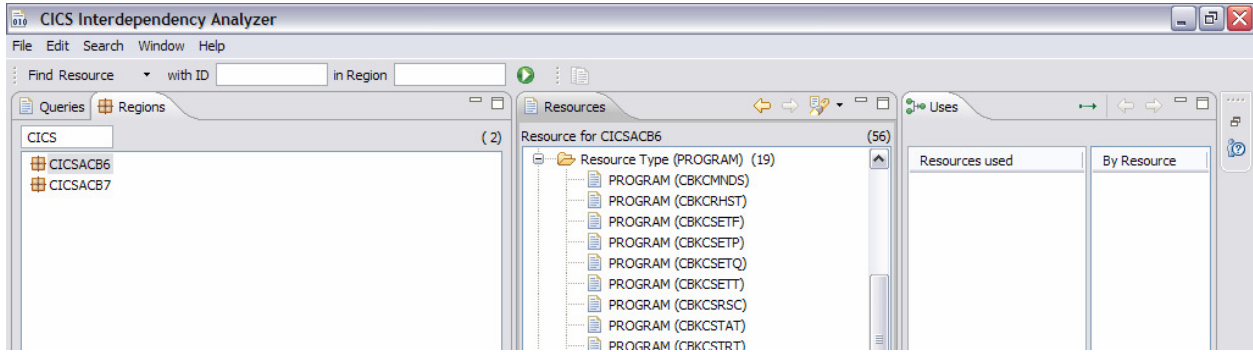 CICS Interdependency Analyzer
File Edit Search Window Help
Find Resource with ID in Region
Queries Regions
CICS ( 2)
CICSACB6
CICSACB7
Resources
Resource for CICSACB6 (56)
Resource Type (PROGRAM) (19)
PROGRAM (CBKCMNDS)
PROGRAM (CBKCRHST)
PROGRAM (CBKCSETF)
PROGRAM (CBKCSETP)
PROGRAM (CBKCSETQ)
PROGRAM (CBKCSETT)
PROGRAM (CBKCSRSC)
PROGRAM (CBKCSTAT)
PROGRAM (CBKCSTRT)
Uses
Resources used By Resource